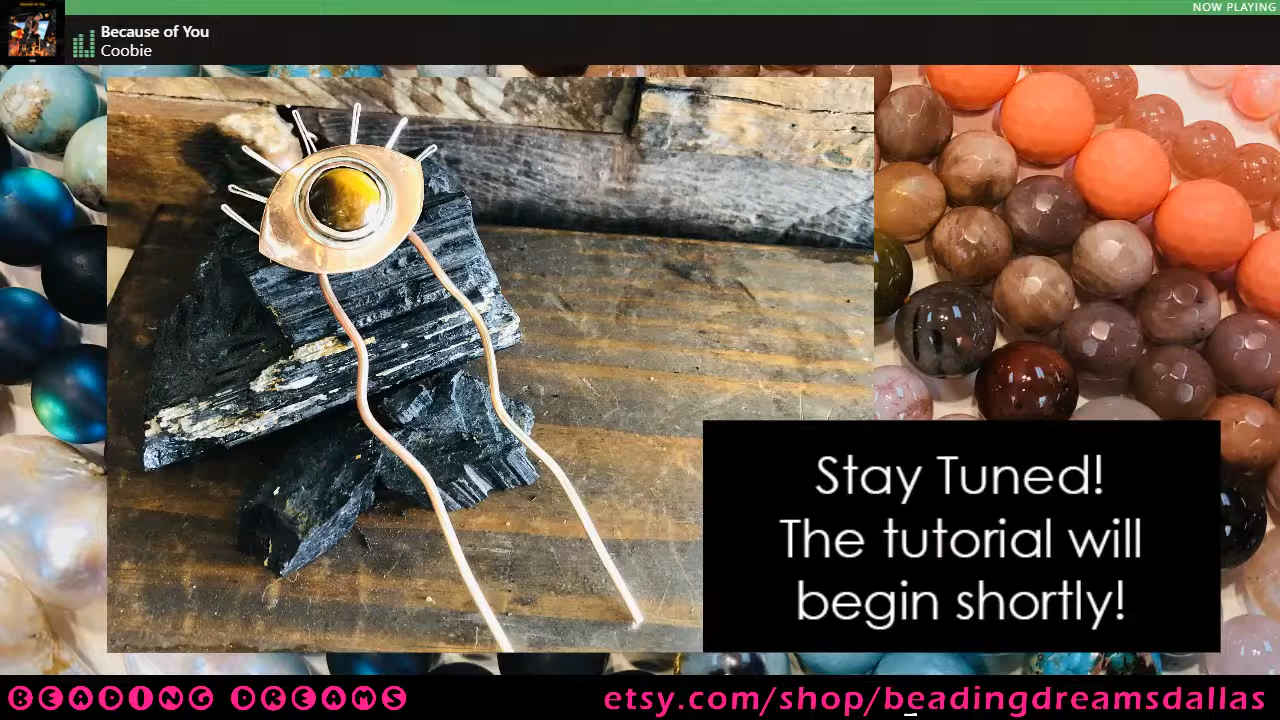 NOW PLAYING
Because of You
Coobie
Stay Tuned!
The tutorial will
begin shortly!
BEADING DREAMS
etsy.com/shop/beadingdreamsdallas